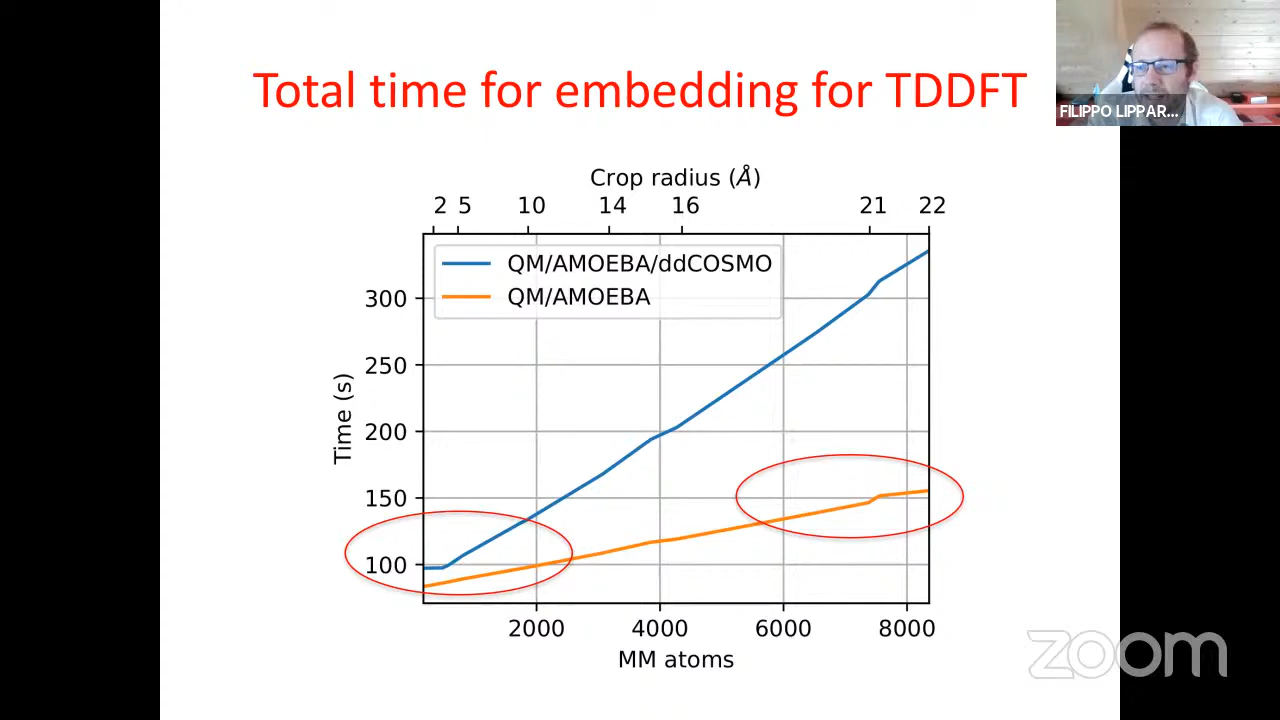 Total time for embedding for TDDFT
FILIPPO LIPPAR...
Crop radius (Å)
2 5 10 14 16 21 22
QM/AMOEBA/ddCOSMO
QM/AMOEBA
300
250
200
150
100
Time (s)
2000 4000 6000 8000
MM atoms
zoom